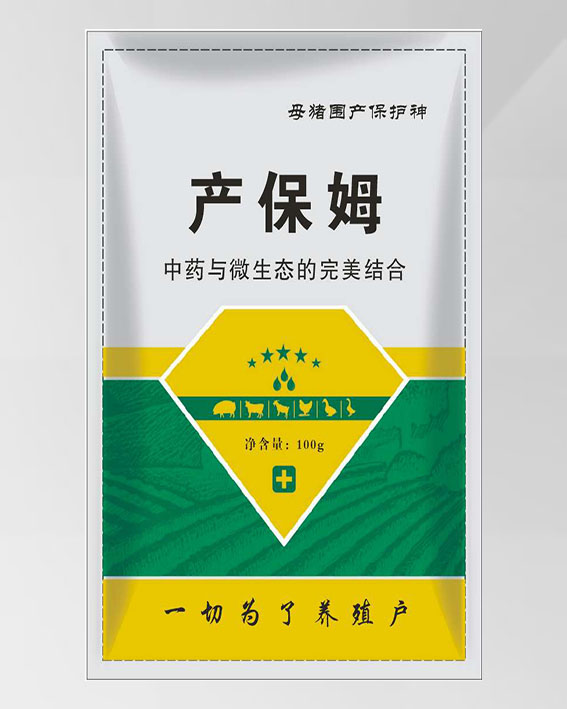 母猪围产保护神
产保姆
中药与微生态的完美结合
净含量：100g
一切为了养殖户